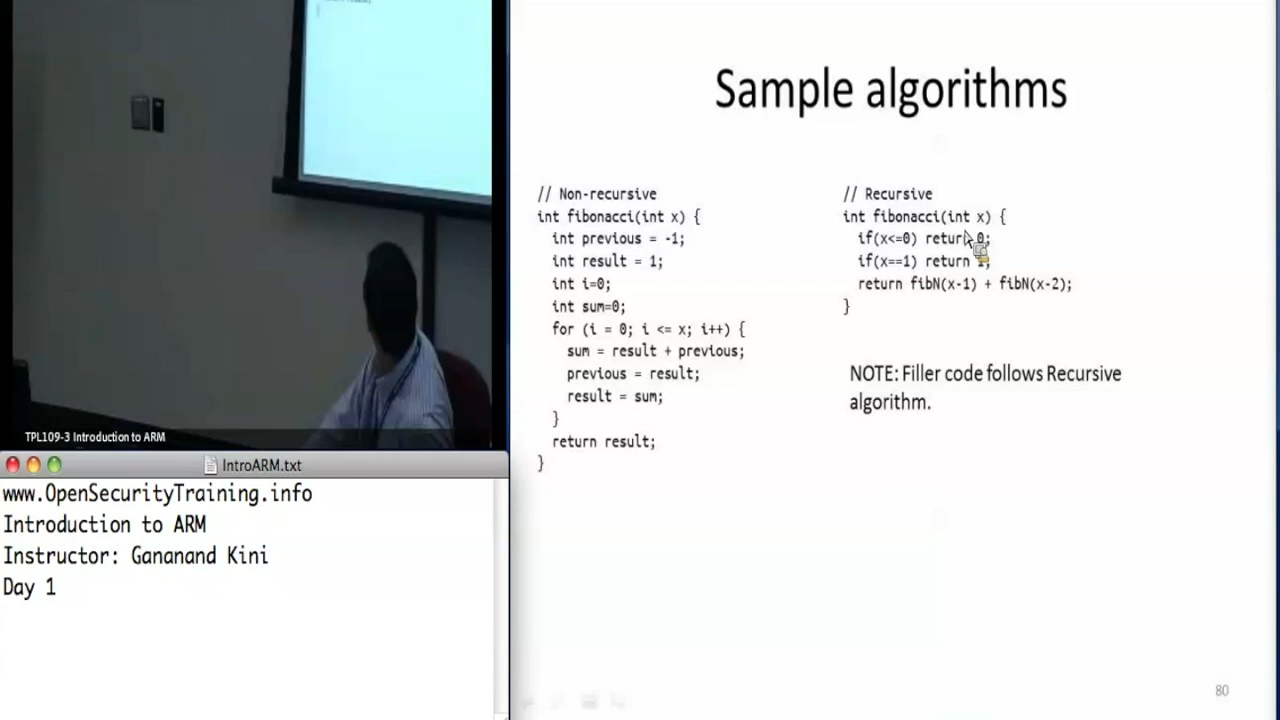 Sample algorithms
// Non-recursive
int fibonacci(int x) {
int previous = -1;
int result = 1;
int i=0;
int sum=0;
for (i = 0; i <= x; i++) {
sum = result + previous;
previous = result;
result = sum;
}
return result;
}
// Recursive
int fibonacci(int x) {
if(x<=0) return 0;
if(x==1) return 1;
return fibN(x-1) + fibN(x-2);
}
NOTE: Filler code follows Recursive
algorithm.
80
TPL109-3 Introduction to ARM
IntroARM.txt
www.OpenSecurityTraining.info
Introduction to ARM
Instructor: Gananand Kini
Day 1